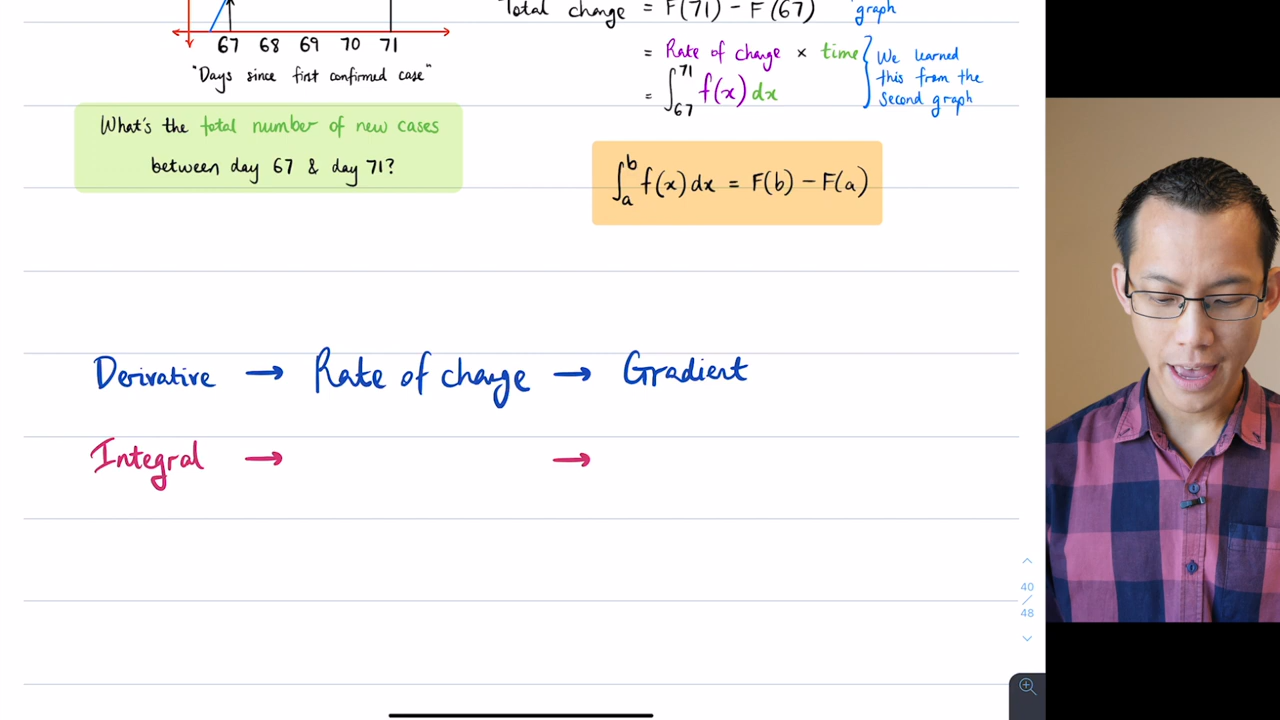 Total change = F(71) - F(67) graph
67 68 69 70 71
"Days since first confirmed case"
= Rate of change × time
= ∫₆₇⁷¹ f(x) dx
We learned
this from the
second graph
What's the total number of new cases
between day 67 & day 71?
∫ₐᵇ f(x) dx = F(b) - F(a)
Derivative → Rate of change → Gradient
Integral → →
40
/
48